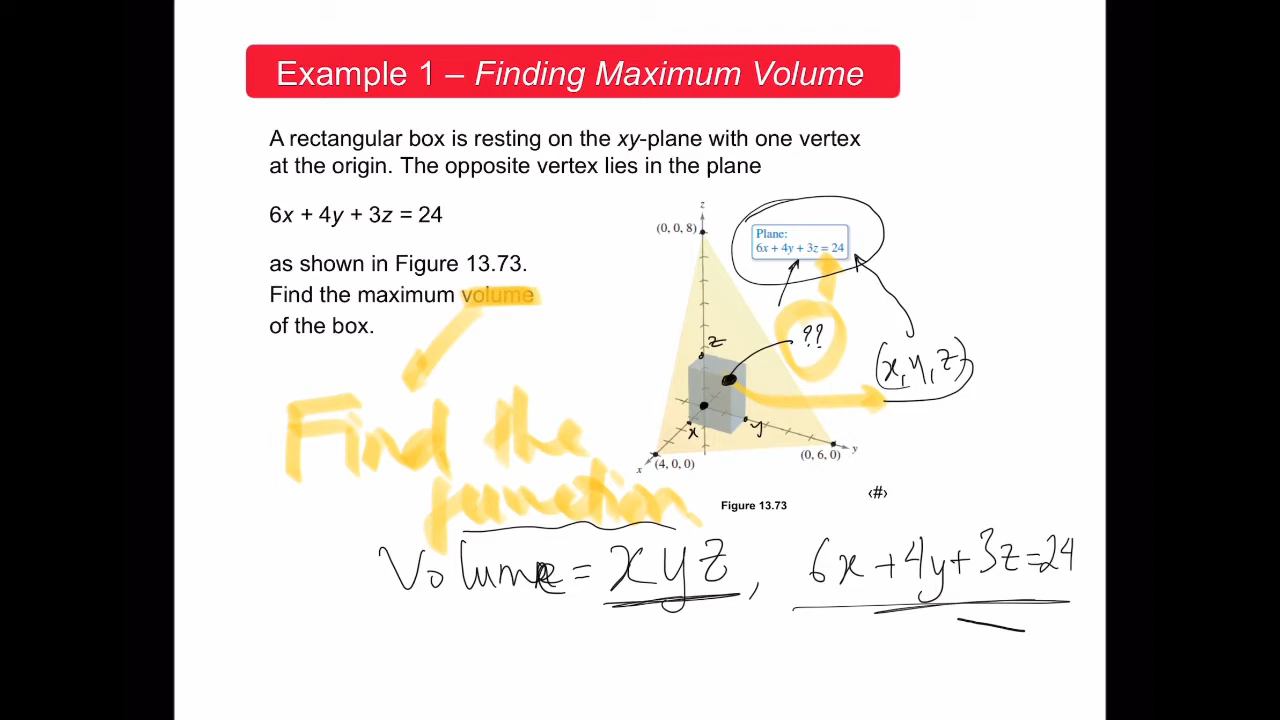 Example 1 – Finding Maximum Volume
A rectangular box is resting on the xy-plane with one vertex
at the origin. The opposite vertex lies in the plane
6x + 4y + 3z = 24
as shown in Figure 13.73.
Find the maximum volume
of the box.
z
(0, 0, 8)
Plane:
6x + 4y + 3z = 24
??
z
(x, y, z)
x
y
x
(4, 0, 0)
(0, 6, 0)
y
Find the
function
Figure 13.73
‹#›
Volume = xyz, 6x+4y+3z=24